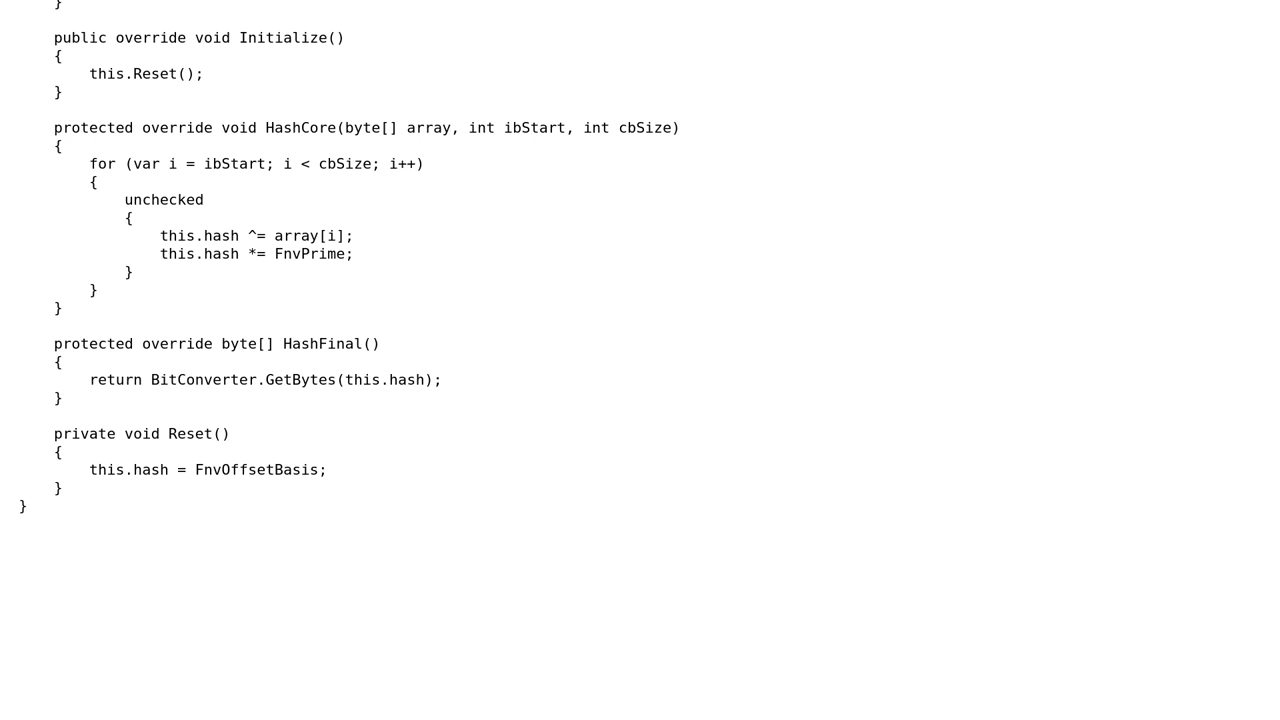 }

    public override void Initialize()
    {
        this.Reset();
    }

    protected override void HashCore(byte[] array, int ibStart, int cbSize)
    {
        for (var i = ibStart; i < cbSize; i++)
        {
            unchecked
            {
                this.hash ^= array[i];
                this.hash *= FnvPrime;
            }
        }
    }

    protected override byte[] HashFinal()
    {
        return BitConverter.GetBytes(this.hash);
    }

    private void Reset()
    {
        this.hash = FnvOffsetBasis;
    }
}